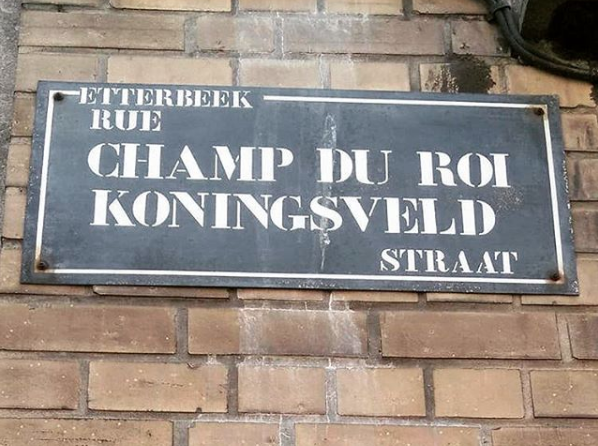 ETTERBEEK
RUE
CHAMP DU ROI
KONINGSVELD
STRAAT